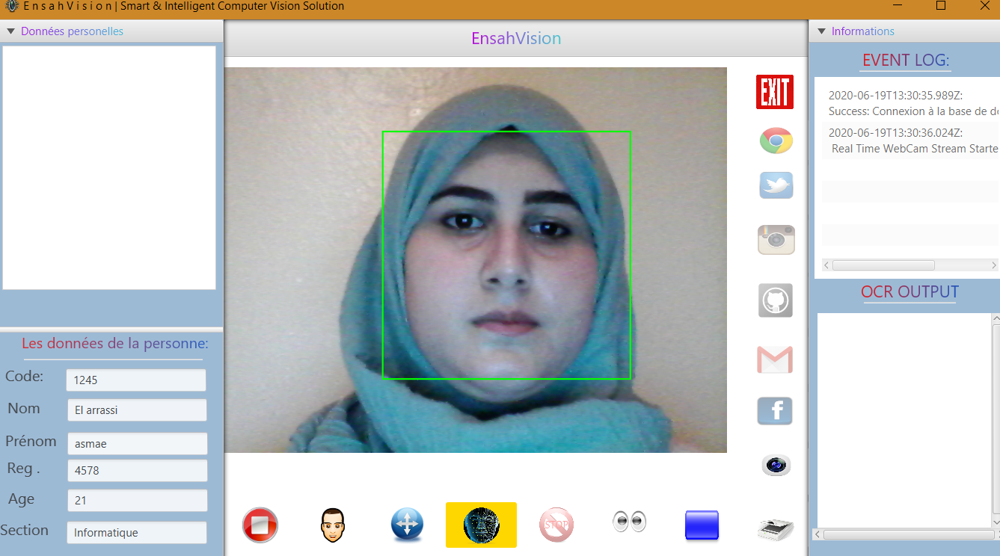 E n s a h V i s i o n | Smart & Intelligent Computer Vision Solution
Données personelles
EnsahVision
Informations
EVENT LOG:
2020-06-19T13:30:35.989Z:
Success: Connexion à la base de
2020-06-19T13:30:36.024Z:
Real Time WebCam Stream Starte
OCR OUTPUT
EXIT
f
Les données de la personne:
Code: 1245
Nom El arrassi
Prénom asmae
Reg . 4578
Age 21
Section Informatique
STOP